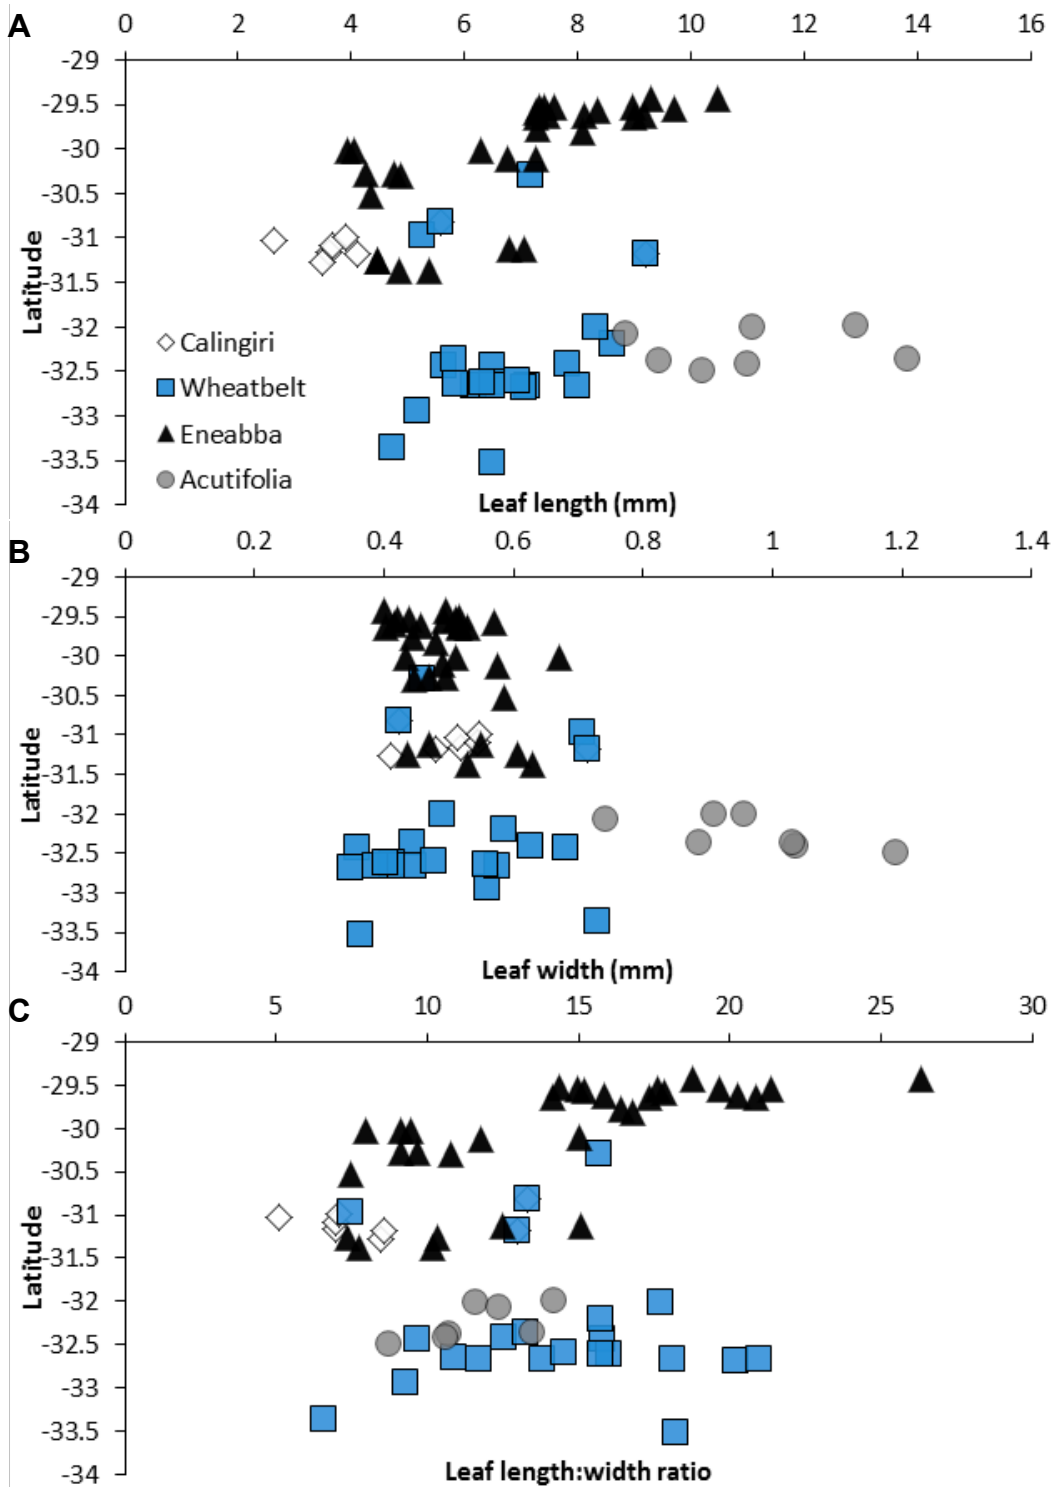 A
0 2 4 6 8 10 12 14 16
-29
-29.5
-30
-30.5
-31
-31.5
-32
-32.5
-33
-33.5
-34
Latitude
Calingiri
Wheatbelt
Eneabba
Acutifolia
Leaf length (mm)
B
0 0.2 0.4 0.6 0.8 1 1.2 1.4
-29
-29.5
-30
-30.5
-31
-31.5
-32
-32.5
-33
-33.5
-34
Latitude
Leaf width (mm)
C
0 5 10 15 20 25 30
-29
-29.5
-30
-30.5
-31
-31.5
-32
-32.5
-33
-33.5
-34
Latitude
Leaf length:width ratio